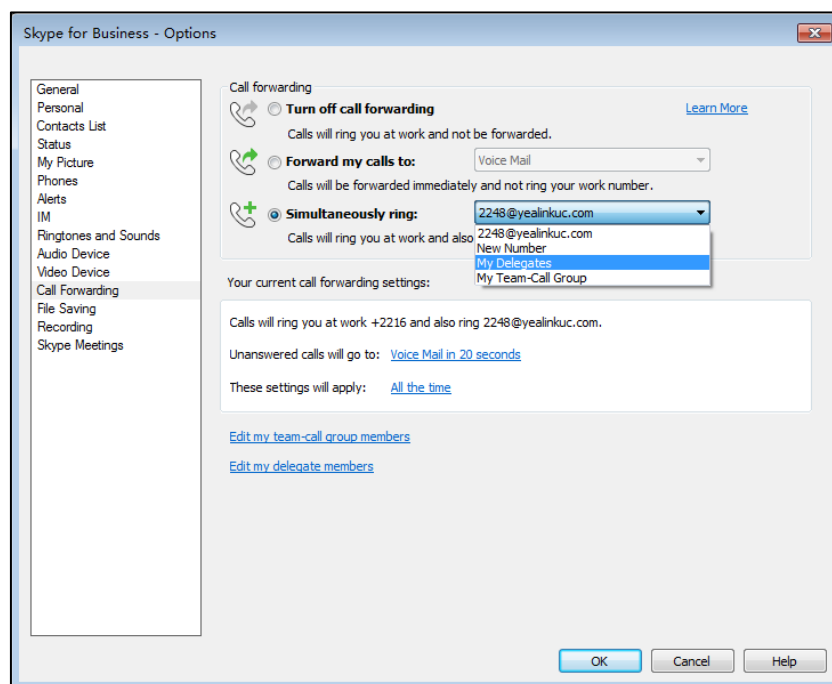 Skype for Business - Options
General
Personal
Contacts List
Status
My Picture
Phones
Alerts
IM
Ringtones and Sounds
Audio Device
Video Device
Call Forwarding
File Saving
Recording
Skype Meetings
Call forwarding
Turn off call forwarding
Learn More
Calls will ring you at work and not be forwarded.
Forward my calls to:
Voice Mail
Calls will be forwarded immediately and not ring your work number.
Simultaneously ring:
2248@yealinkuc.com
Calls will ring you at work and also
2248@yealinkuc.com
New Number
My Delegates
My Team-Call Group
Your current call forwarding settings:
Calls will ring you at work +2216 and also ring 2248@yealinkuc.com.
Unanswered calls will go to: Voice Mail in 20 seconds
These settings will apply: All the time
Edit my team-call group members
Edit my delegate members
OK
Cancel
Help